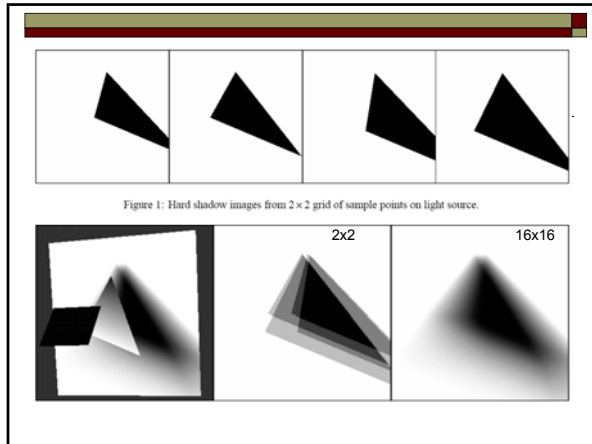 Figure 1: Hard shadow images from 2 × 2 grid of sample points on light source.
2x2
16x16